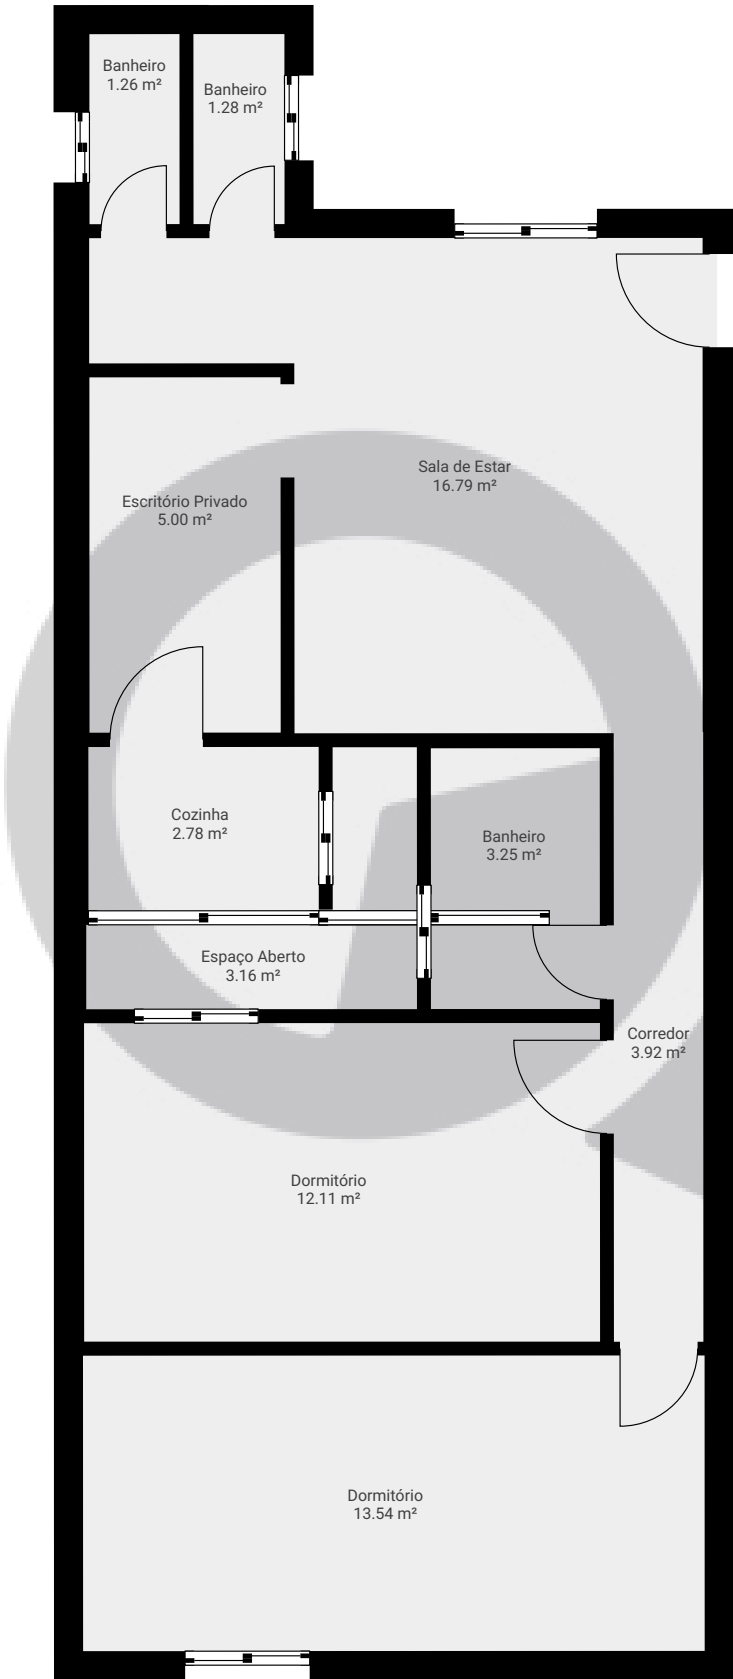 Banheiro
1.26 m²
Banheiro
1.28 m²
Sala de Estar
16.79 m²
Escritório Privado
5.00 m²
Cozinha
2.78 m²
Banheiro
3.25 m²
Espaço Aberto
3.16 m²
Corredor
3.92 m²
Dormitório
12.11 m²
Dormitório
13.54 m²